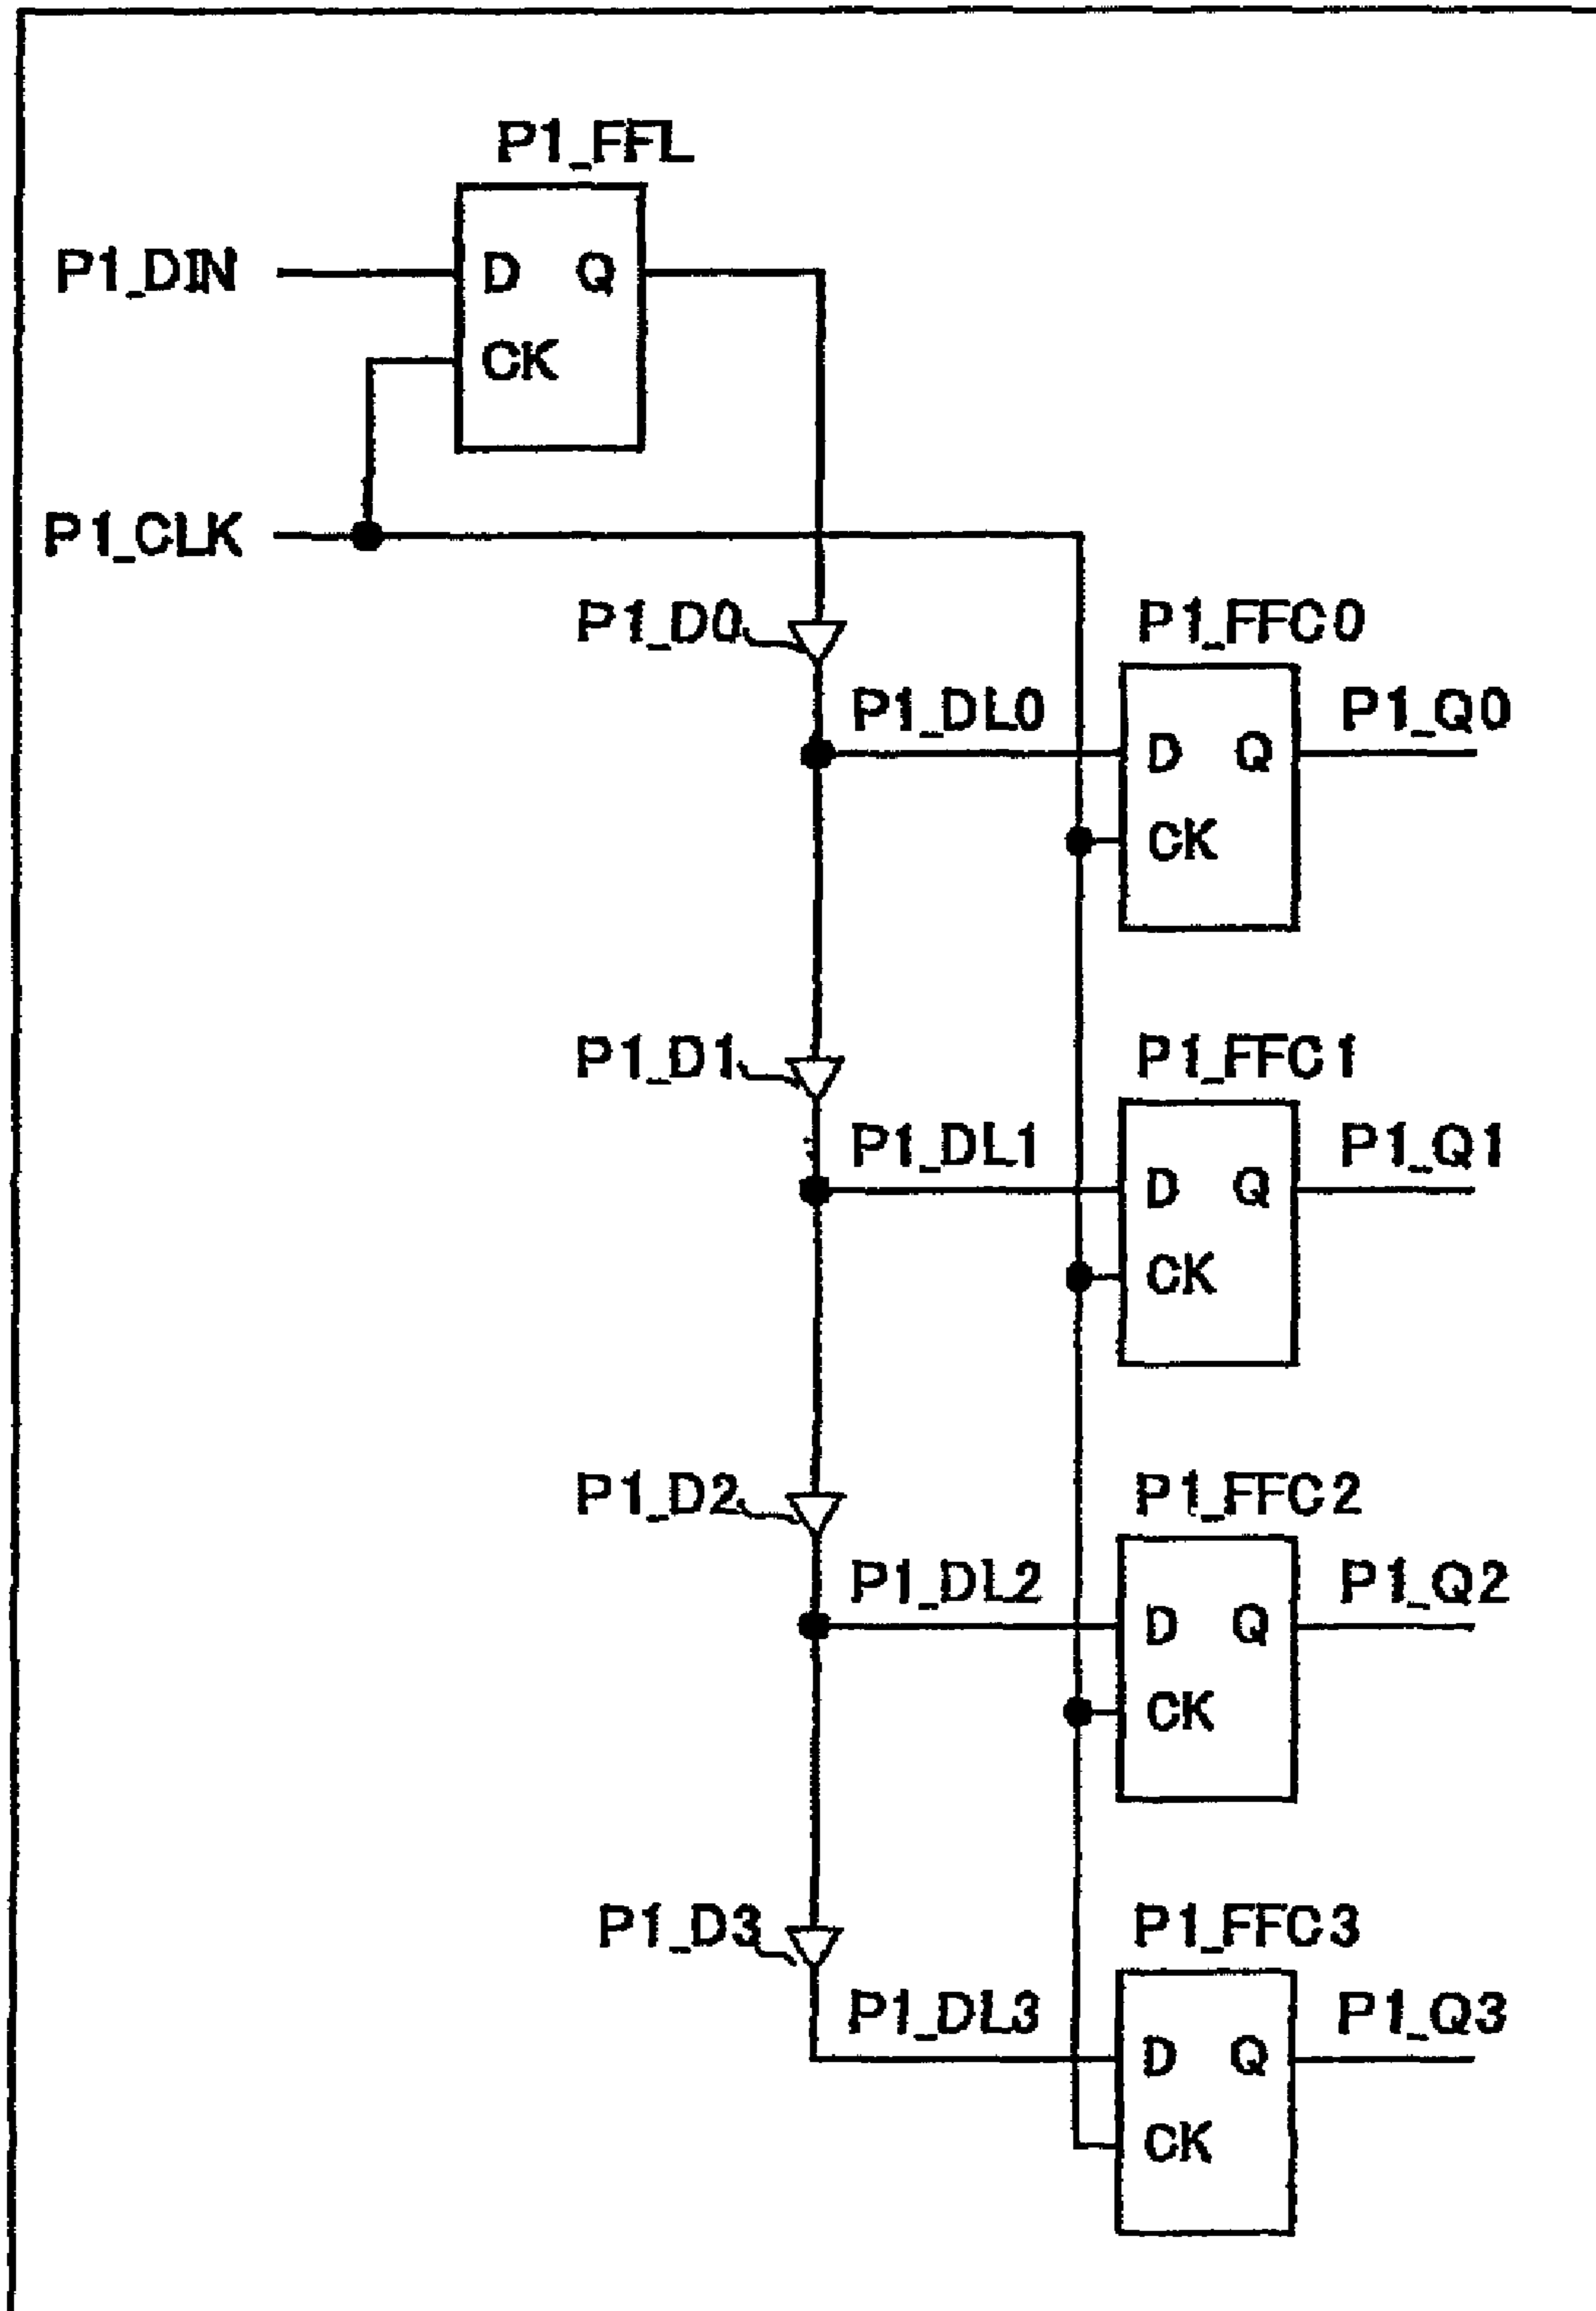 P1_FFL
P1_DIN
D Q
CK
P1_CLK
P1_D0
P1_FFC0
P1_DL0
P1_Q0
D Q
CK
P1_D1
P1_FFC1
P1_DL1
P1_Q1
D Q
CK
P1_D2
P1_FFC2
P1_DL2
P1_Q2
D Q
CK
P1_D3
P1_FFC3
P1_DL3
P1_Q3
D Q
CK